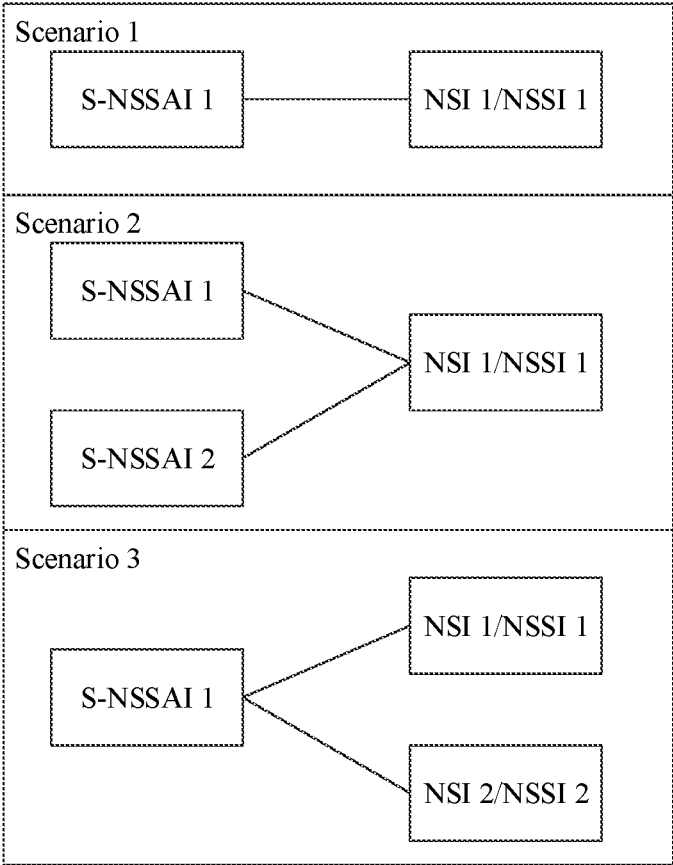 Scenario 1
S-NSSAI 1
NSI 1/NSSI 1
Scenario 2
S-NSSAI 1
NSI 1/NSSI 1
S-NSSAI 2
Scenario 3
NSI 1/NSSI 1
S-NSSAI 1
NSI 2/NSSI 2